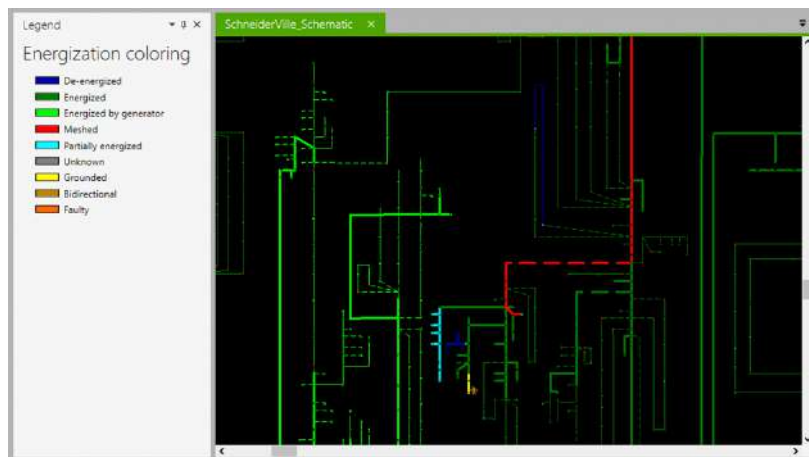 Legend
SchneiderVille_Schematic
Energization coloring
De-energized
Energized
Energized by generator
Meshed
Partially energized
Unknown
Grounded
Bidirectional
Faulty